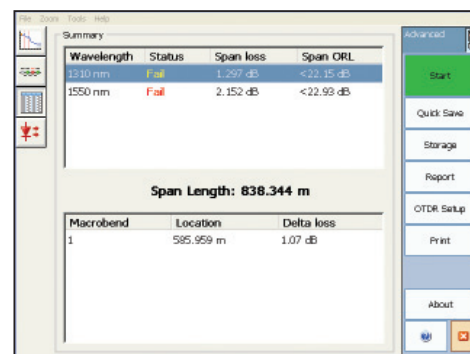 File Zoom Tools Help
Summary
Wavelength Status Span loss Span ORL
1310 nm Fail 1.297 dB <22.15 dB
1550 nm Fail 2.152 dB <22.93 dB
Span Length: 838.344 m
Macrobend Location Delta loss
1 585.959 m 1.07 dB
Advanced
Start
Quick Save
Storage
Report
OTDR Setup
Print
About